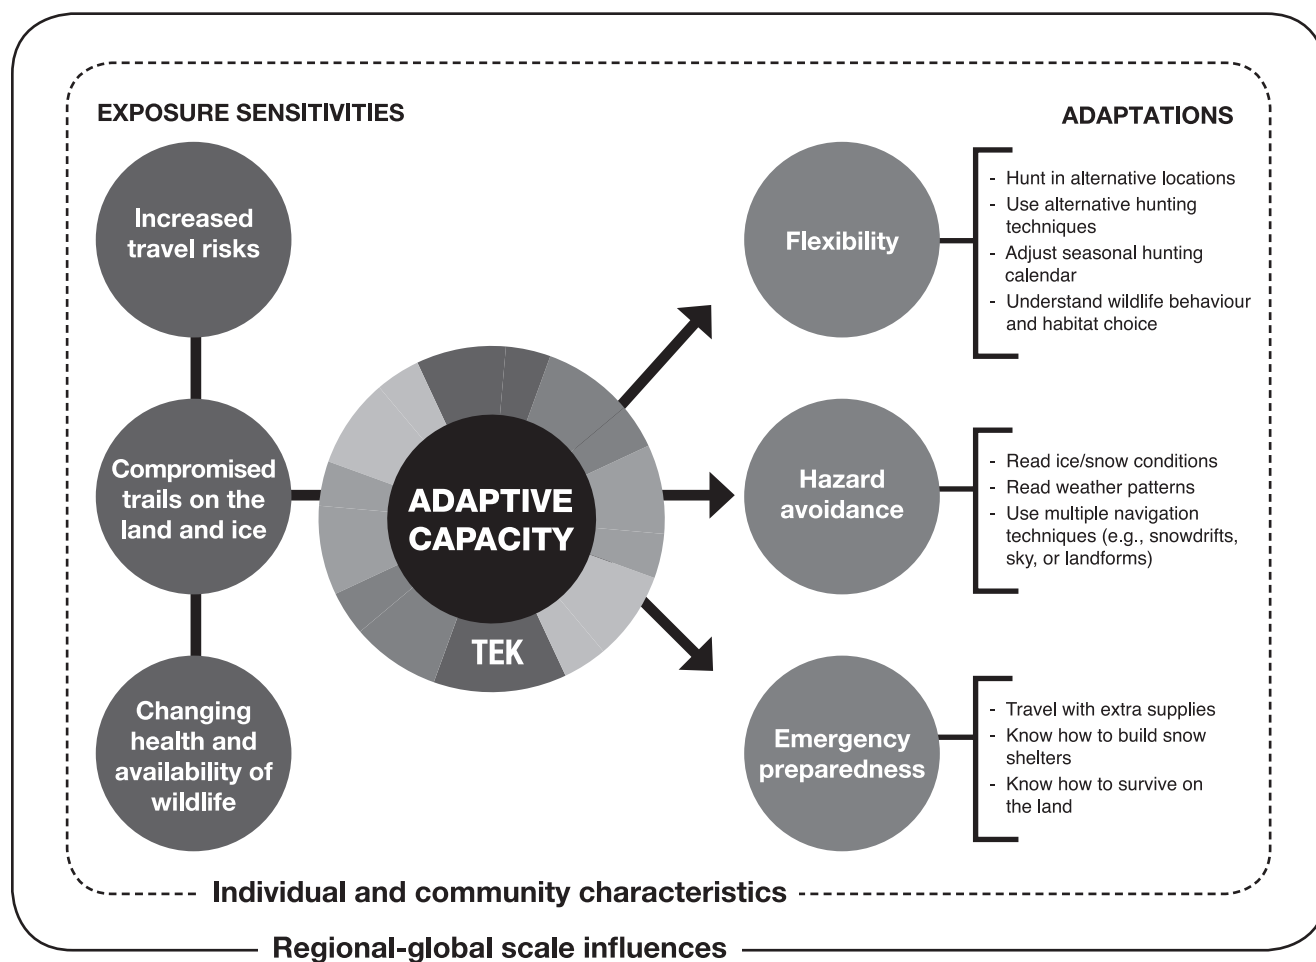 EXPOSURE SENSITIVITIES
Increased
travel risks
Compromised
trails on the
land and ice
Changing
health and
availability of
wildlife
ADAPTIVE
CAPACITY
TEK
ADAPTATIONS
Flexibility
- Hunt in alternative locations
- Use alternative hunting
techniques
- Adjust seasonal hunting
calendar
- Understand wildlife behaviour
and habitat choice
Hazard
avoidance
- Read ice/snow conditions
- Read weather patterns
- Use multiple navigation
techniques (e.g., snowdrifts,
sky, or landforms)
Emergency
preparedness
- Travel with extra supplies
- Know how to build snow
shelters
- Know how to survive on
the land
Individual and community characteristics
Regional-global scale influences